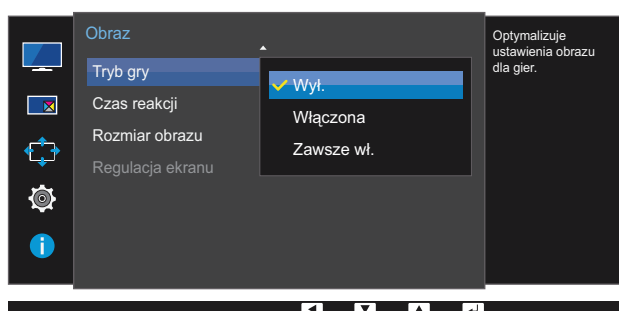 Obraz
Tryb gry
Czas reakcji
Rozmiar obrazu
Regulacja ekranu
Wył.
Włączona
Zawsze wł.
Optymalizuje
ustawienia obrazu
dla gier.